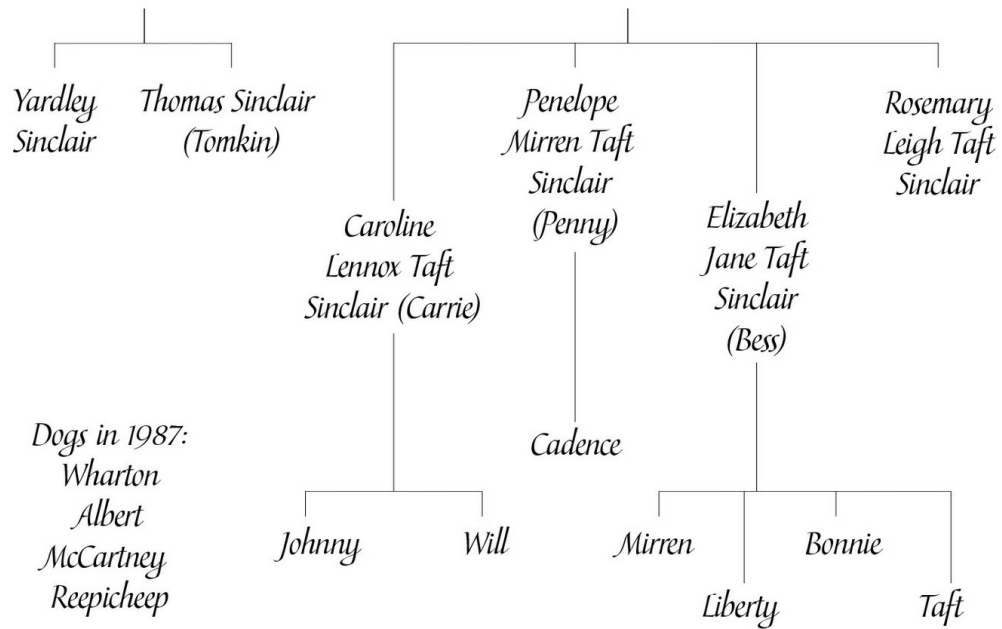 Yardley
Sinclair
Thomas Sinclair
(Tomkin)
Caroline
Lennox Taft
Sinclair (Carrie)
Penelope
Mirren Taft
Sinclair
(Penny)
Elizabeth
Jane Taft
Sinclair
(Bess)
Rosemary
Leigh Taft
Sinclair
Dogs in 1987:
Wharton
Albert
McCartney
Reepicheep
Cadence
Johnny
Will
Mirren
Liberty
Bonnie
Taft